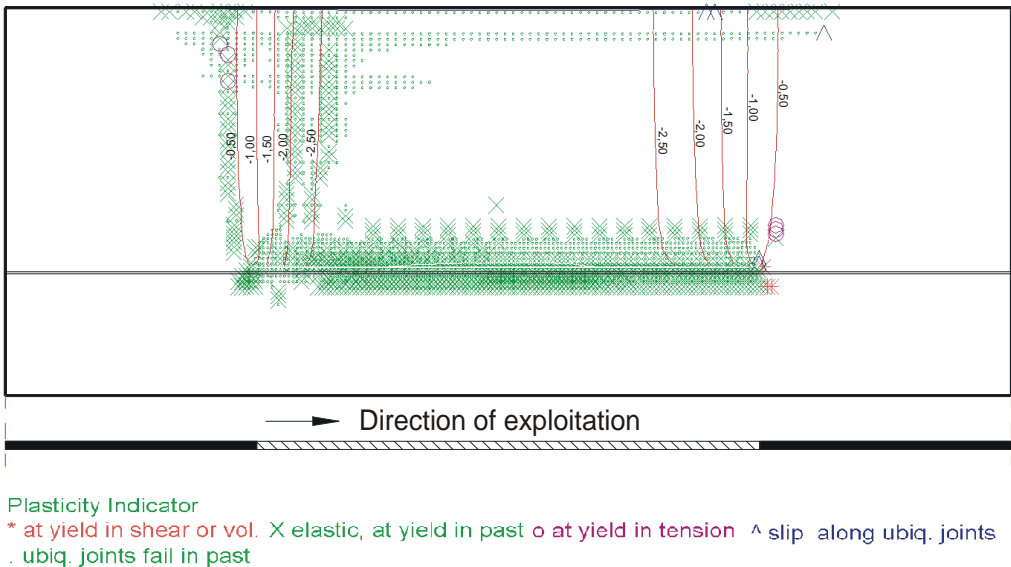 -0,50
-1,00
-1,50
-2,00
-2,50
-2,50
-2,00
-1,50
-1,00
-0,50
Direction of exploitation
Plasticity Indicator
* at yield in shear or vol. X elastic, at yield in past o at yield in tension ^ slip along ubiq. joints
. ubiq. joints fail in past